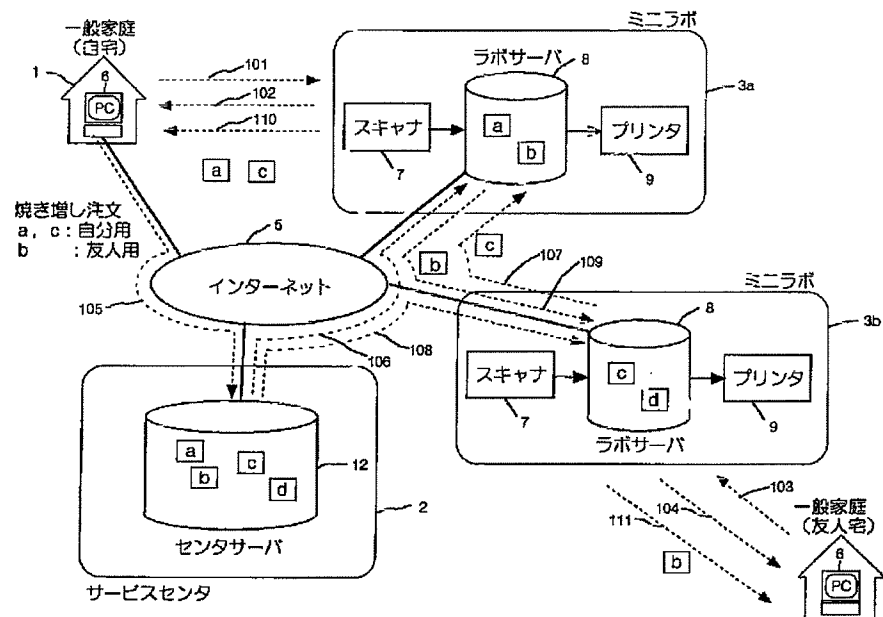 一般家庭
(自宅)
1
6
PC
101
102
110
a
c
ミニラボ
ラボサーバ
8
3a
スキャナ
7
a
b
プリンタ
9
焼き増し注文
a, c:自分用
b :友人用
5
インターネット
105
106
108
b
c
107
109
ミニラボ
8
3b
スキャナ
7
c
d
プリンタ
9
ラボサーバ
a
b
c
d
12
2
センタサーバ
サービスセンタ
103
104
111
b
一般家庭
(友人宅)
6
PC